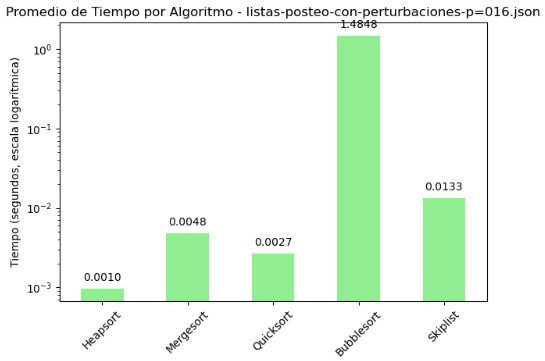 Promedio de Tiempo por Algoritmo - listas-posteo-con-perturbaciones-p=016.json
Tiempo (segundos, escala logarítmica)
10⁰
10⁻¹
10⁻²
10⁻³
0.0010
0.0048
0.0027
1.4848
0.0133
Heapsort
Mergesort
Quicksort
Bubblesort
Skiplist